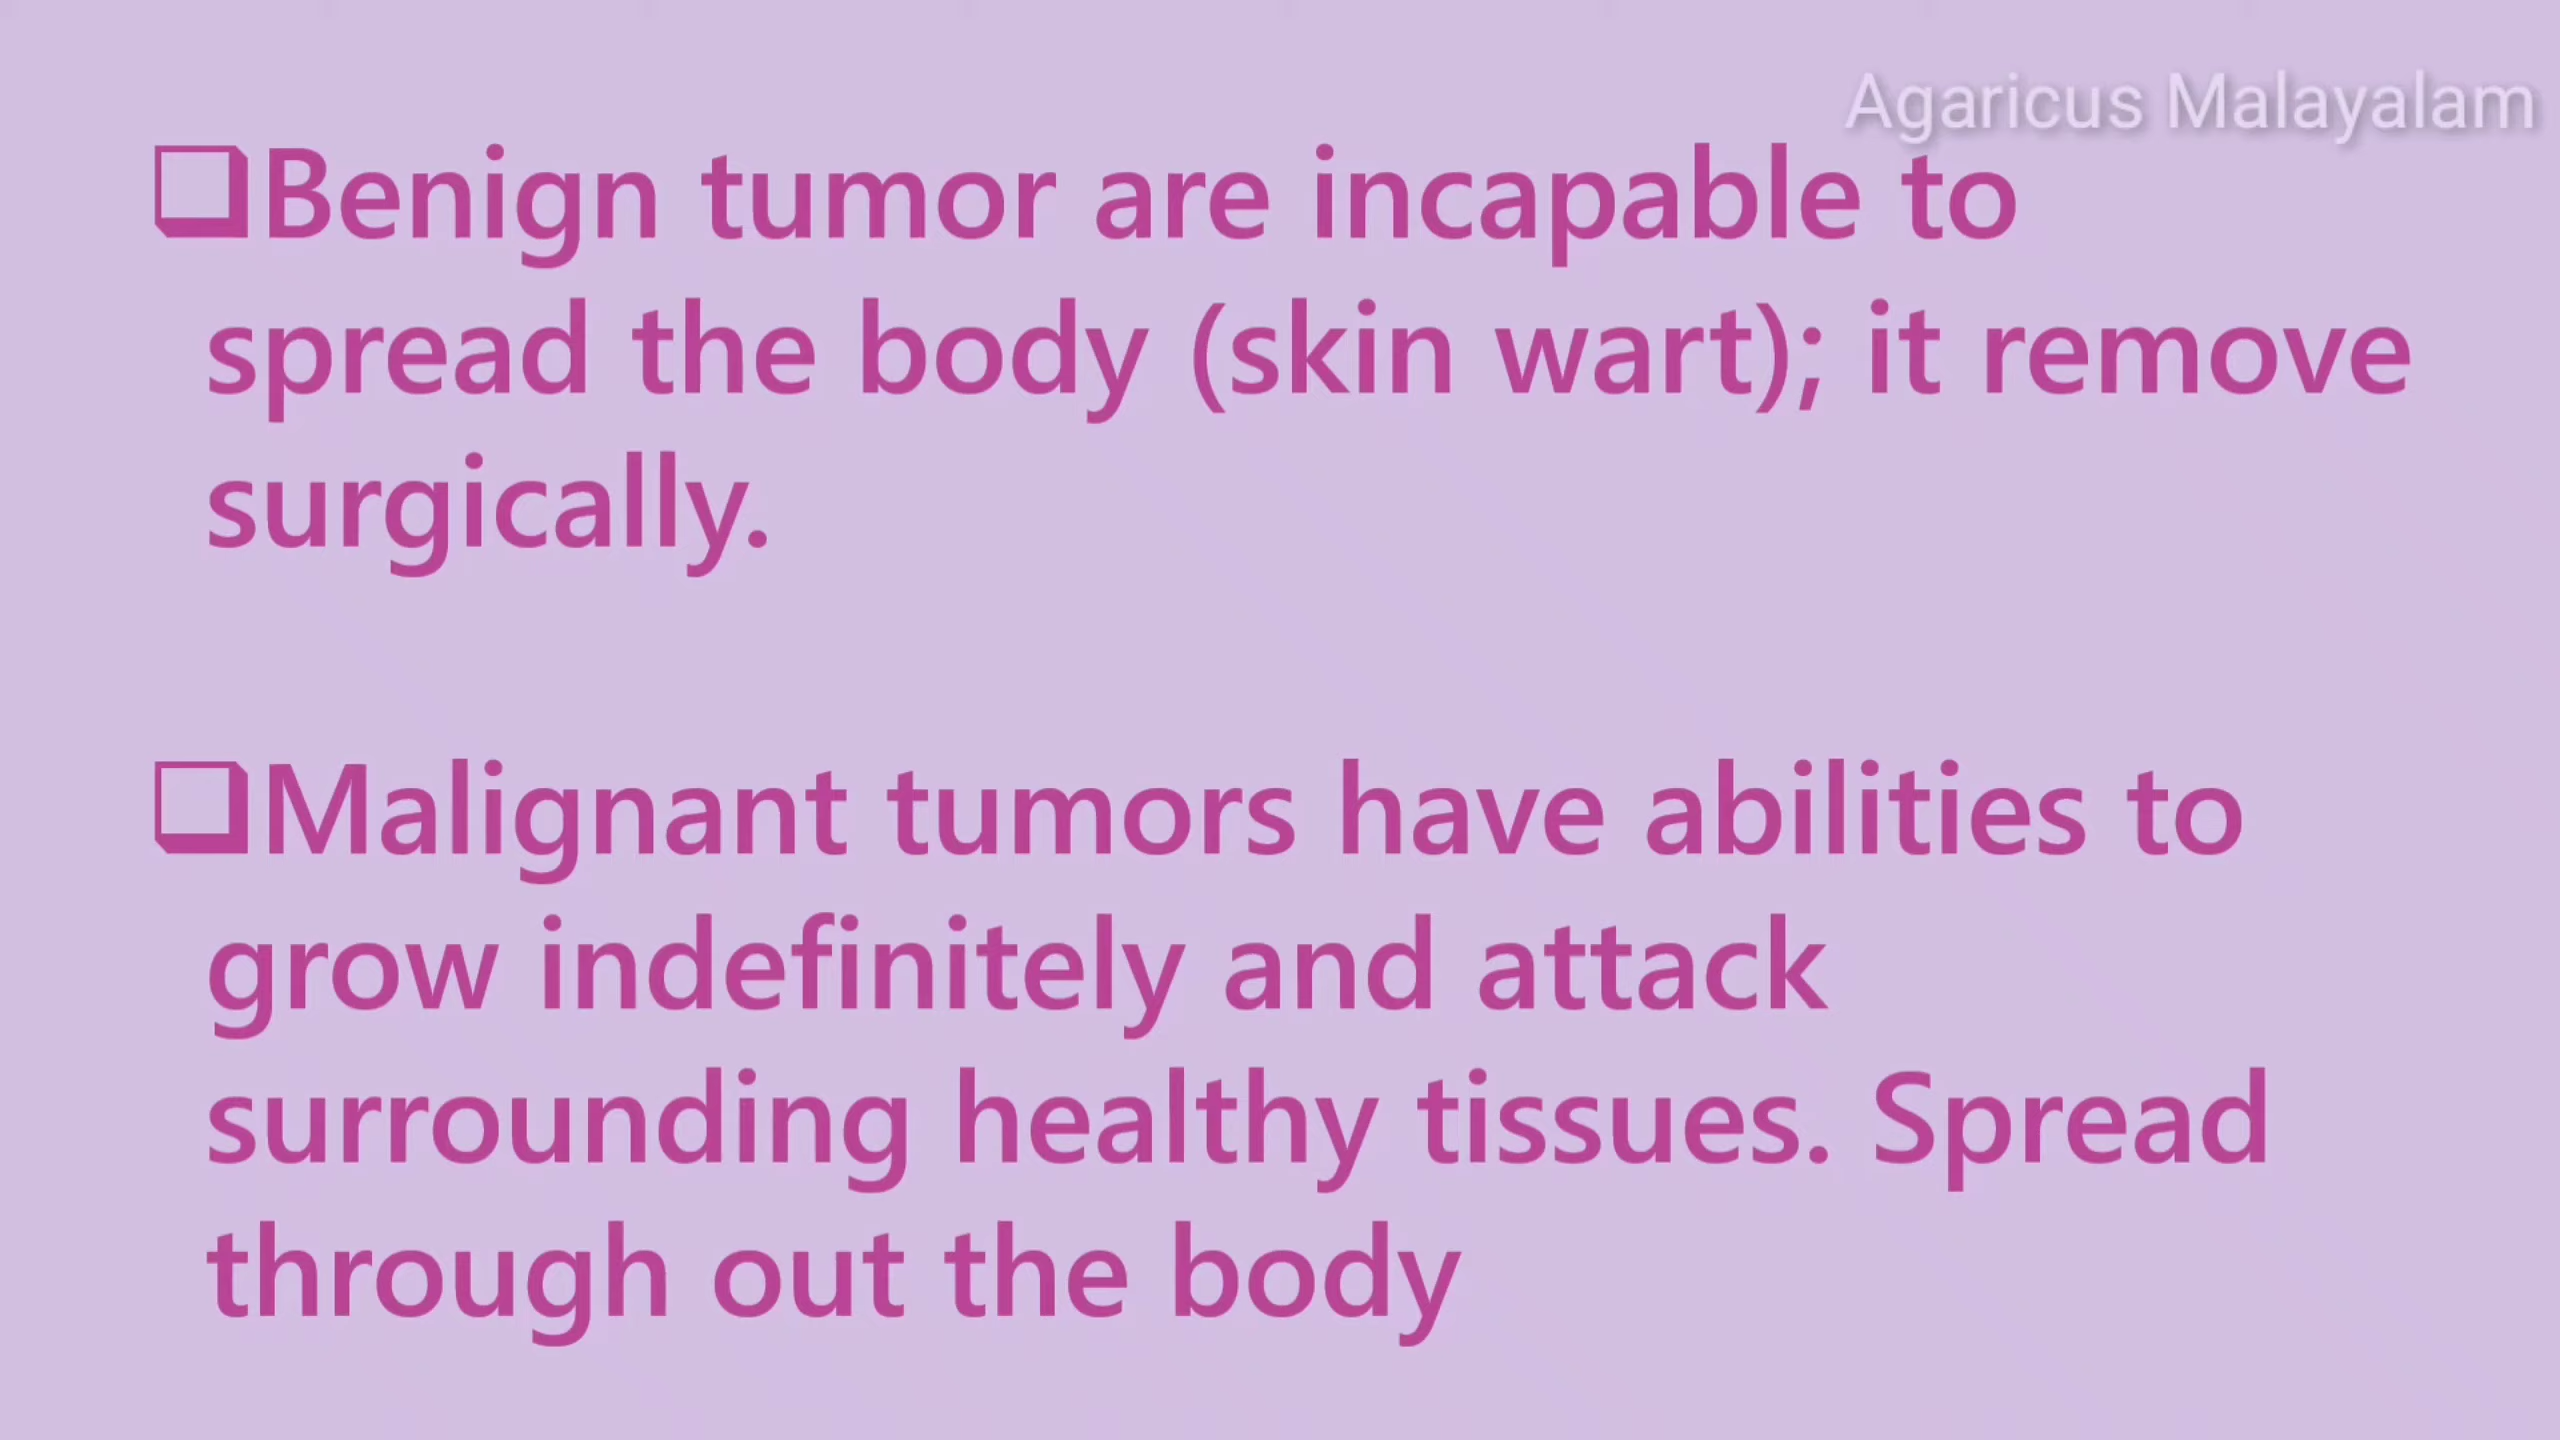 Agaricus Malayalam
❑Benign tumor are incapable to
spread the body (skin wart); it remove
surgically.
❑Malignant tumors have abilities to
grow indefinitely and attack
surrounding healthy tissues. Spread
through out the body